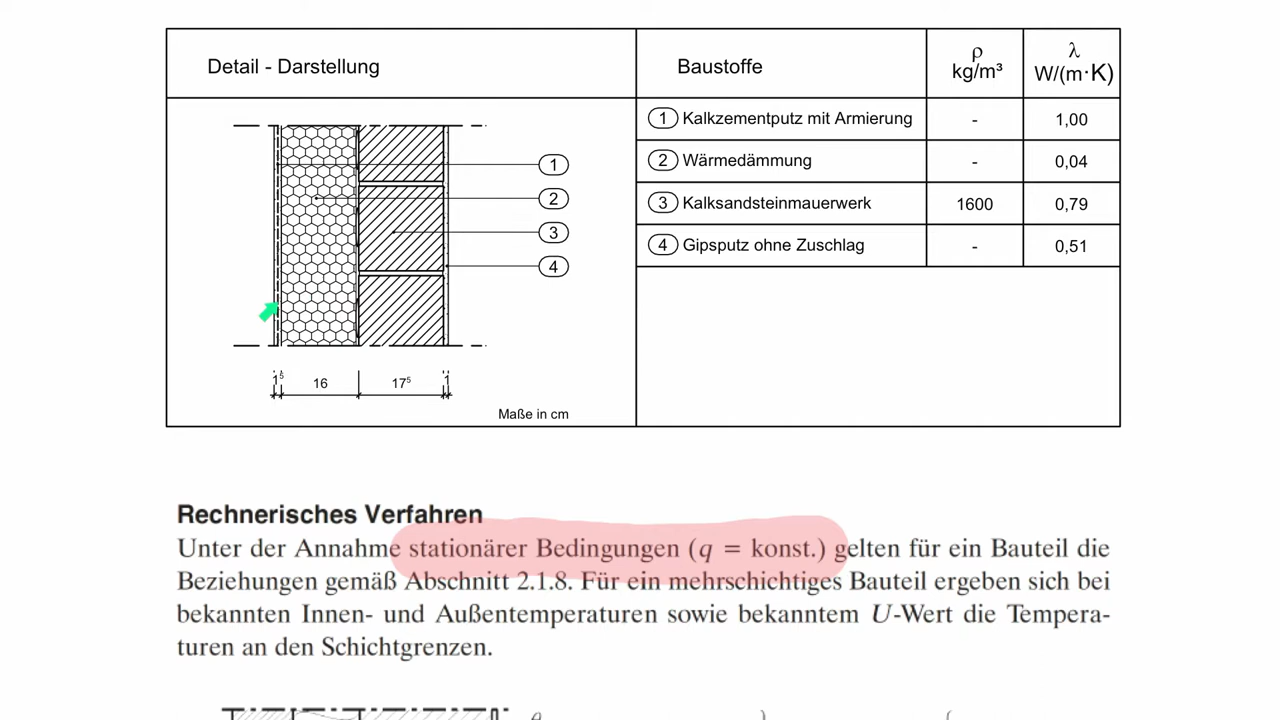 Detail - Darstellung
Baustoffe
ρ
kg/m³
λ
W/(m·K)
1 Kalkzementputz mit Armierung - 1,00
2 Wärmedämmung - 0,04
3 Kalksandsteinmauerwerk 1600 0,79
4 Gipsputz ohne Zuschlag - 0,51
1
2
3
4
1⁵ 16 17⁵ 1
Maße in cm
Rechnerisches Verfahren
Unter der Annahme stationärer Bedingungen (q = konst.) gelten für ein Bauteil die
Beziehungen gemäß Abschnitt 2.1.8. Für ein mehrschichtiges Bauteil ergeben sich bei
bekannten Innen- und Außentemperaturen sowie bekanntem U-Wert die Tempera-
turen an den Schichtgrenzen.